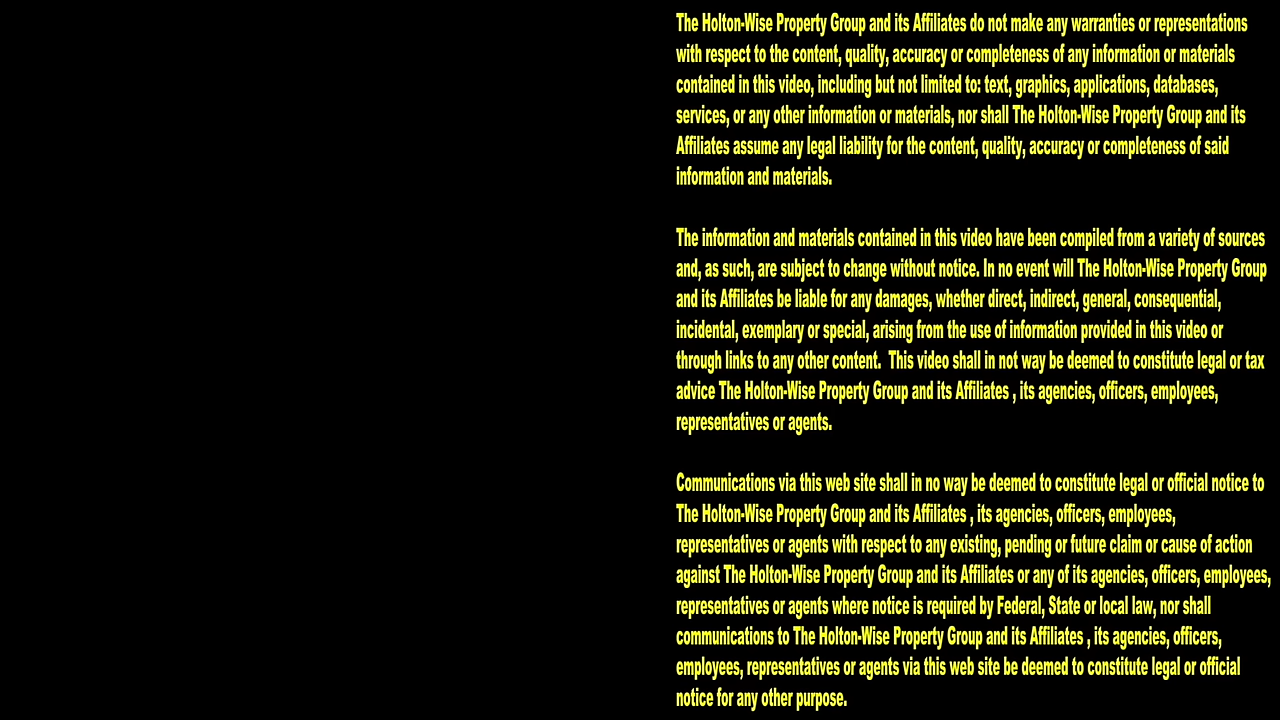 The Holton-Wise Property Group and its Affiliates do not make any warranties or representations
with respect to the content, quality, accuracy or completeness of any information or materials
contained in this video, including but not limited to: text, graphics, applications, databases,
services, or any other information or materials, nor shall The Holton-Wise Property Group and its
Affiliates assume any legal liability for the content, quality, accuracy or completeness of said
information and materials.
The information and materials contained in this video have been compiled from a variety of sources
and, as such, are subject to change without notice. In no event will The Holton-Wise Property Group
and its Affiliates be liable for any damages, whether direct, indirect, general, consequential,
incidental, exemplary or special, arising from the use of information provided in this video or
through links to any other content.  This video shall in not way be deemed to constitute legal or tax
advice The Holton-Wise Property Group and its Affiliates , its agencies, officers, employees,
representatives or agents.
Communications via this web site shall in no way be deemed to constitute legal or official notice to
The Holton-Wise Property Group and its Affiliates , its agencies, officers, employees,
representatives or agents with respect to any existing, pending or future claim or cause of action
against The Holton-Wise Property Group and its Affiliates or any of its agencies, officers, employees,
representatives or agents where notice is required by Federal, State or local law, nor shall
communications to The Holton-Wise Property Group and its Affiliates , its agencies, officers,
employees, representatives or agents via this web site be deemed to constitute legal or official
notice for any other purpose.